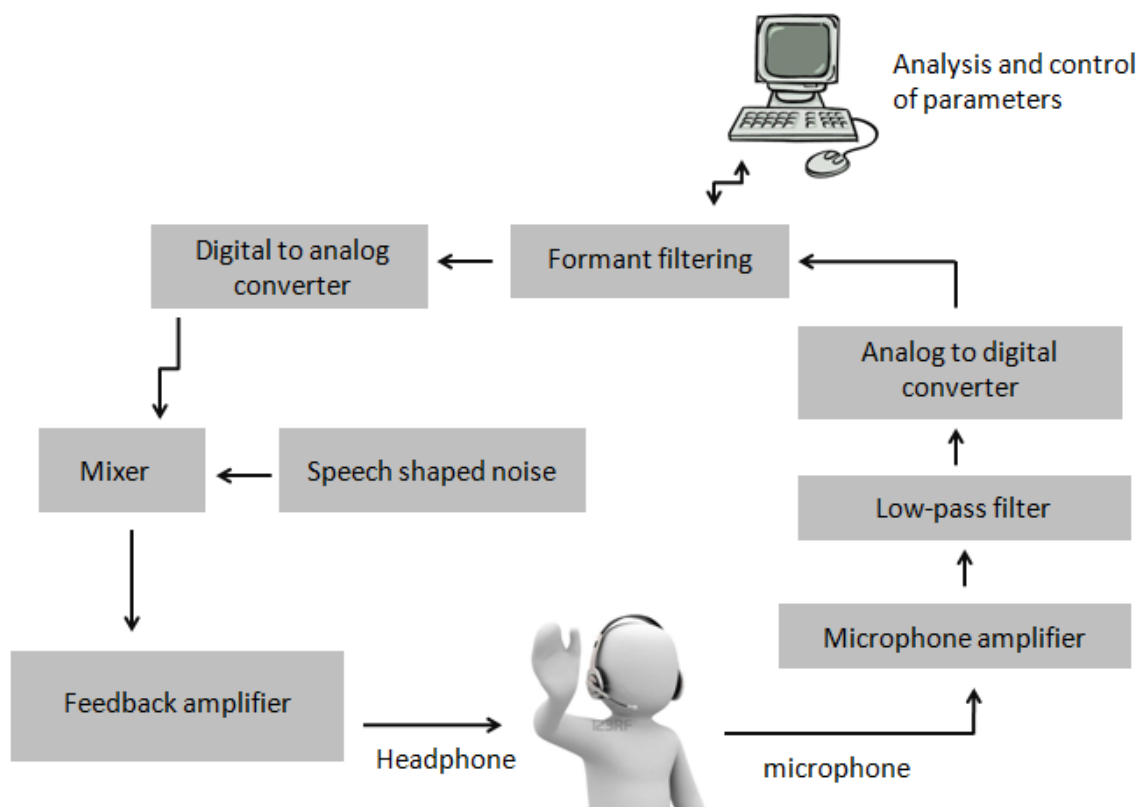 Analysis and control
of parameters
Digital to analog
converter
Formant filtering
Analog to digital
converter
Mixer
Speech shaped noise
Low-pass filter
Microphone amplifier
Feedback amplifier
Headphone
123RF
microphone